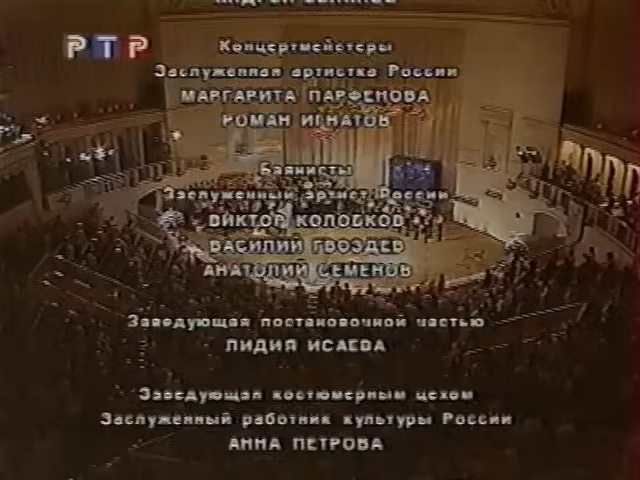 РТР
Концертмейстеры
Заслуженная артистка России
МАРГАРИТА ПАРФЕНОВА
РОМАН ИГНАТОВ
Баянисты
Заслуженный артист России
ВИКТОР КОЛОБКОВ
ВАСИЛИЙ ГВОЗДЕВ
АНАТОЛИЙ СЕМЕНОВ
Заведующая постановочной частью
ЛИДИЯ ИСАЕВА
Заведующая костюмерным цехом
Заслуженный работник культуры России
АННА ПЕТРОВА